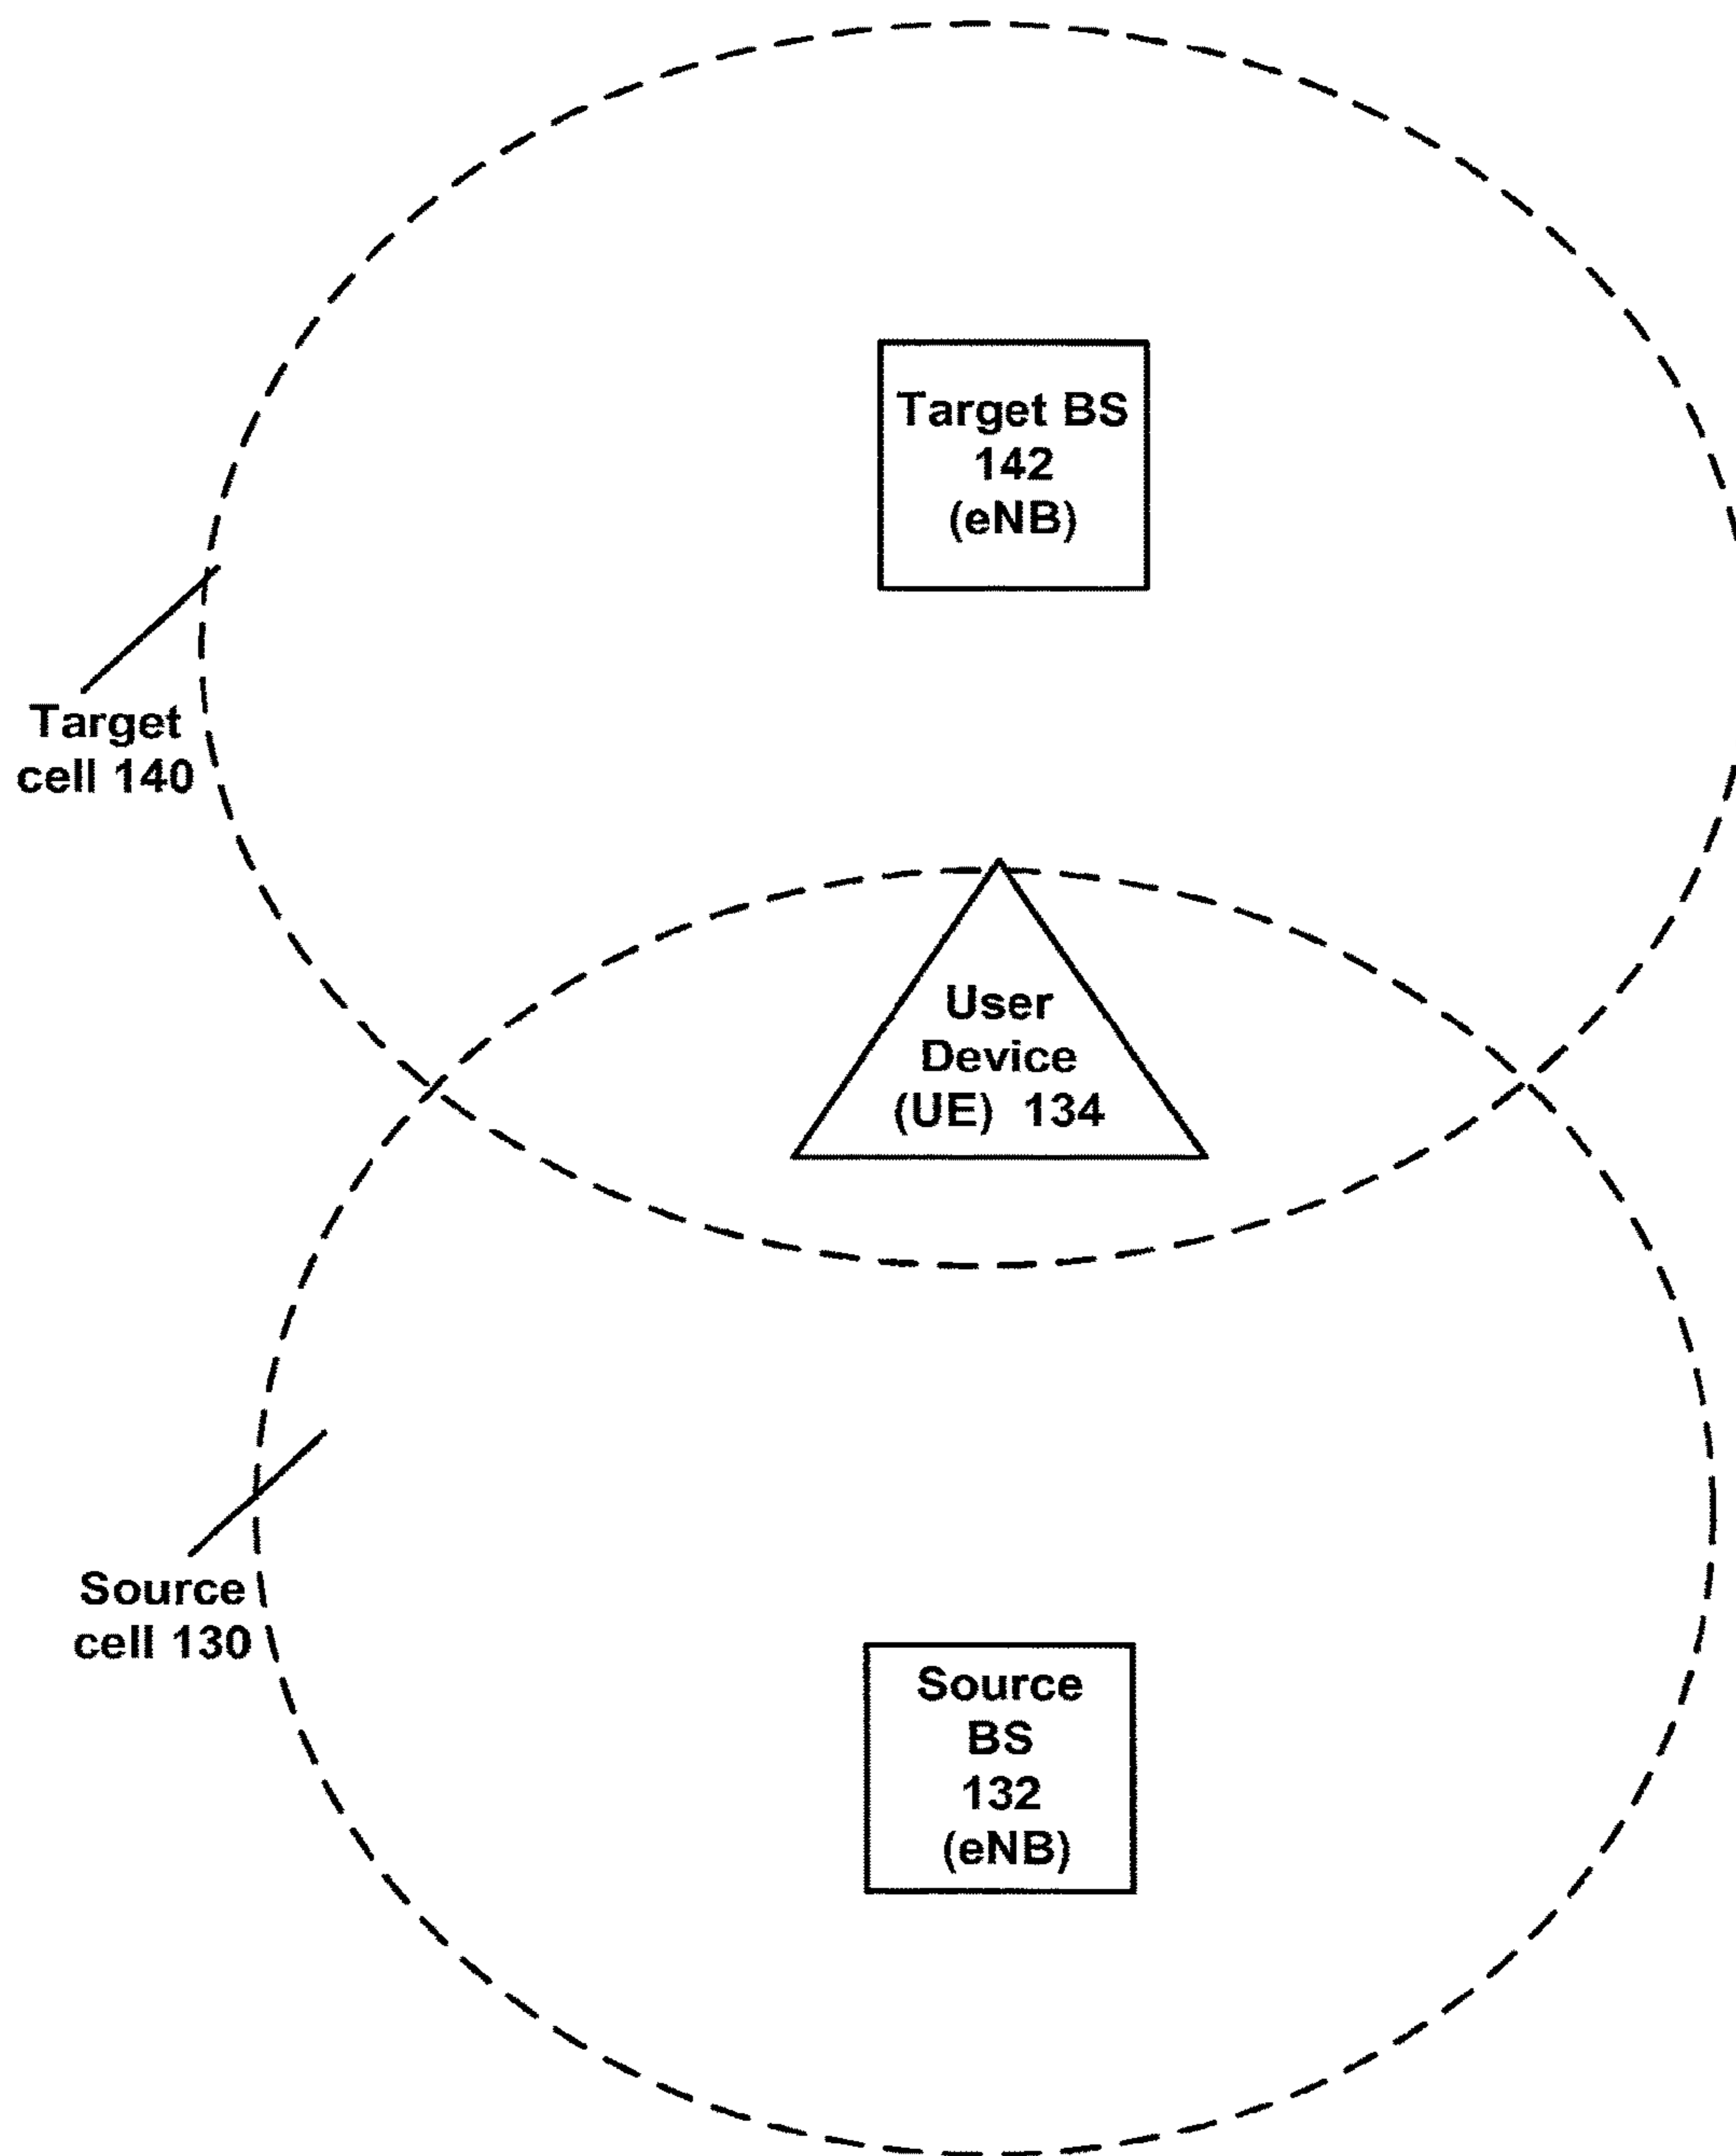 Target BS
142
(eNB)
Target
cell 140
User
Device
(UE) 134
Source
cell 130
Source
BS
132
(eNB)